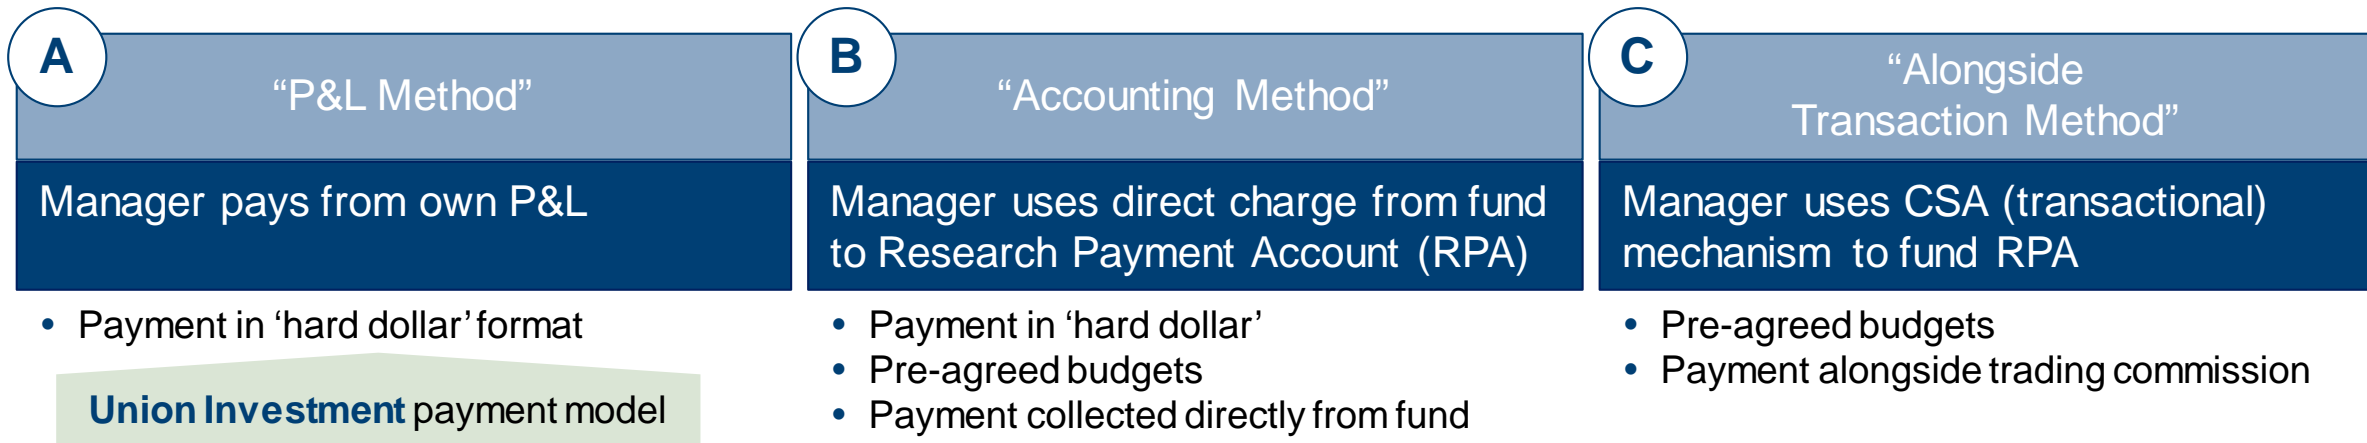 A
“P&L Method”
Manager pays from own P&L
• Payment in ‘hard dollar’ format
Union Investment payment model
B
“Accounting Method”
Manager uses direct charge from fund
to Research Payment Account (RPA)
• Payment in ‘hard dollar’
• Pre-agreed budgets
• Payment collected directly from fund
C
“Alongside
Transaction Method”
Manager uses CSA (transactional)
mechanism to fund RPA
• Pre-agreed budgets
• Payment alongside trading commission